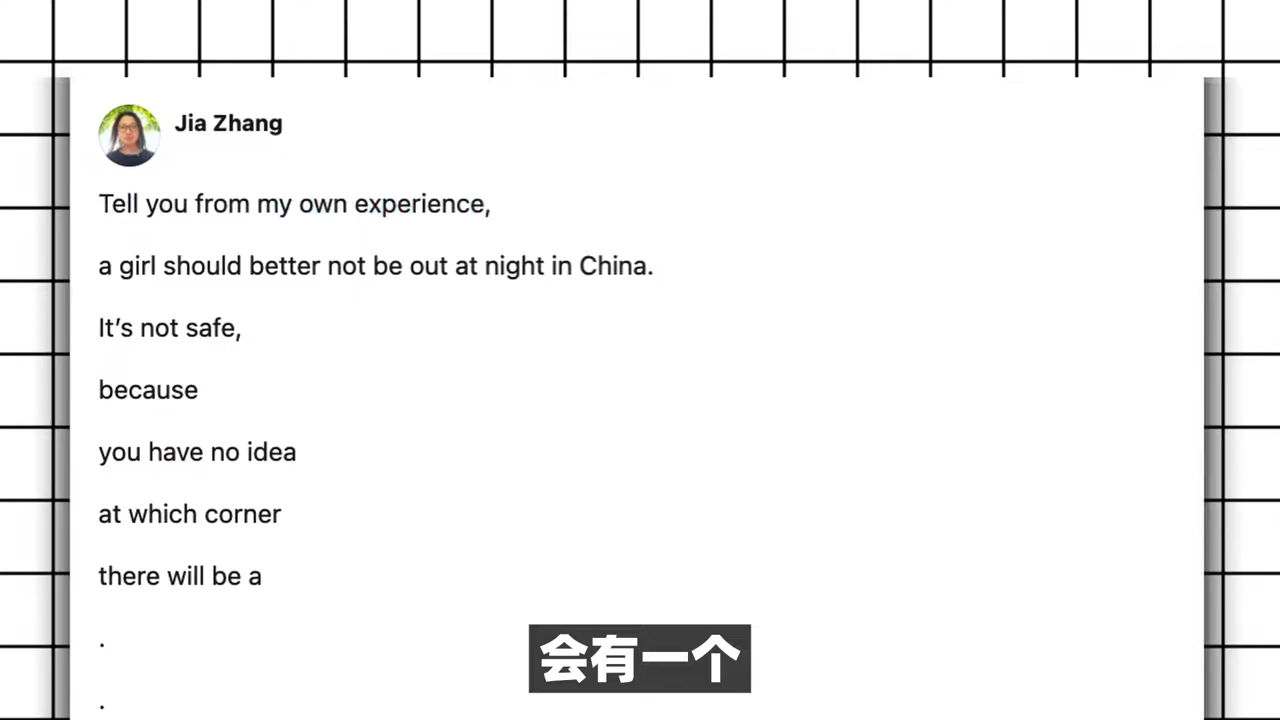 Jia Zhang
Tell you from my own experience,
a girl should better not be out at night in China.
It’s not safe,
because
you have no idea
at which corner
there will be a
.
.
会有一个